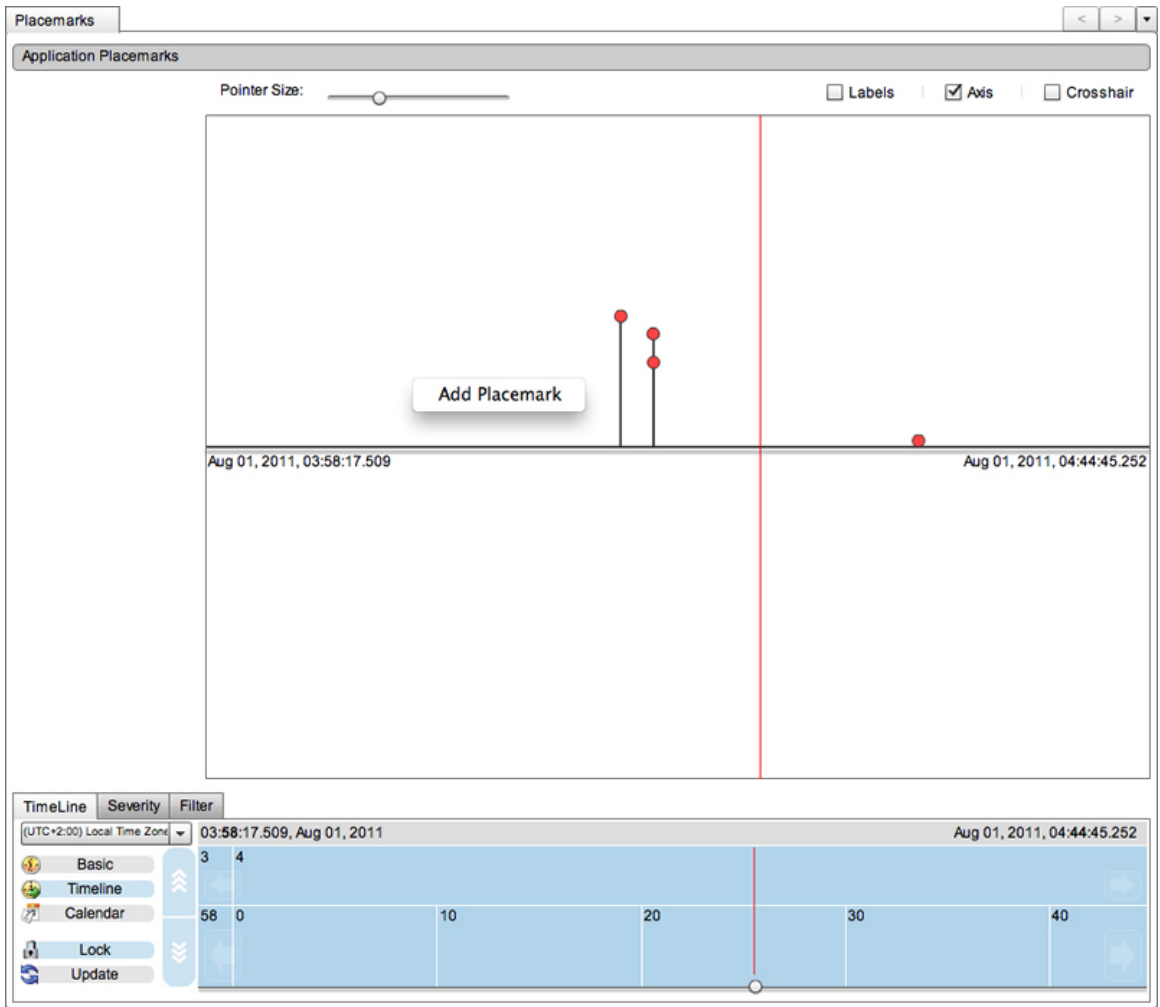 Placemarks
< >
Application Placemarks
Pointer Size: Labels Axis Crosshair
Add Placemark
Aug 01, 2011, 03:58:17.509 Aug 01, 2011, 04:44:45.252
TimeLine Severity Filter
(UTC+2:00) Local Time Zone 03:58:17.509, Aug 01, 2011 Aug 01, 2011, 04:44:45.252
Basic 3 4
Timeline
Calendar 58 0 10 20 30 40
Lock
Update